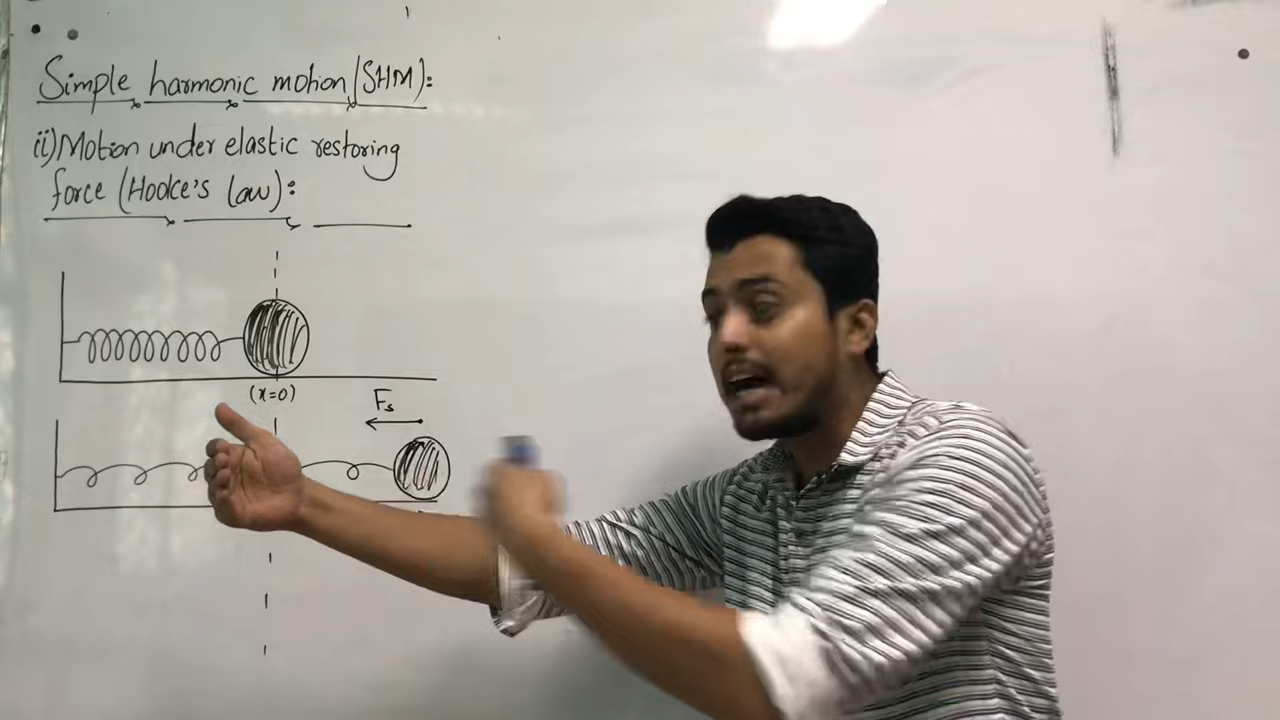 Simple harmonic motion (SHM):
ii) Motion under elastic restoring
force (Hooke's law):
(x=0)
Fs